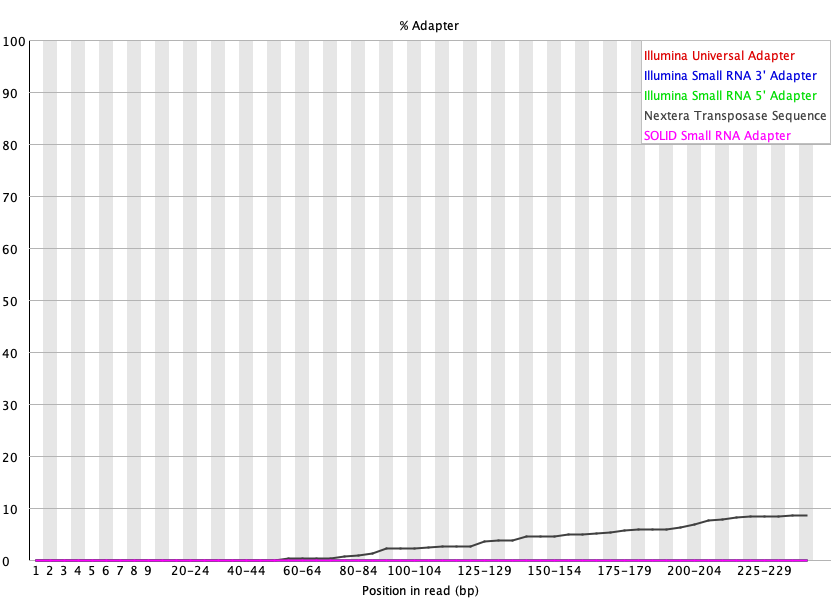 % Adapter
100
90
80
70
60
50
40
30
20
10
0
Illumina Universal Adapter
Illumina Small RNA 3' Adapter
Illumina Small RNA 5' Adapter
Nextera Transposase Sequence
SOLID Small RNA Adapter
1 2 3 4 5 6 7 8 9 20-24 40-44 60-64 80-84 100-104 125-129 150-154 175-179 200-204 225-229
Position in read (bp)